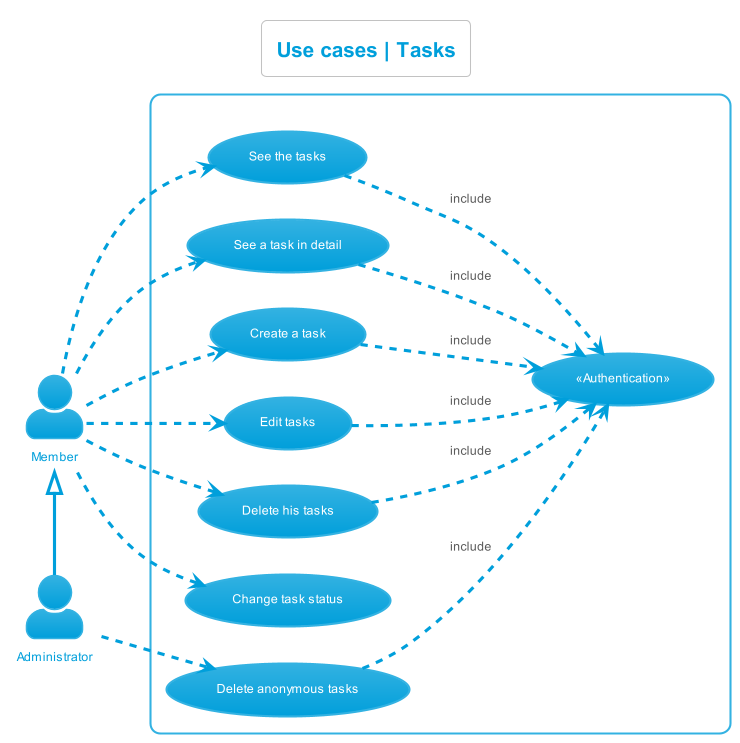 Use cases | Tasks
See the tasks
include
See a task in detail
include
Create a task
include
«Authentication»
include
Edit tasks
Member
include
Delete his tasks
include
Change task status
Administrator
Delete anonymous tasks